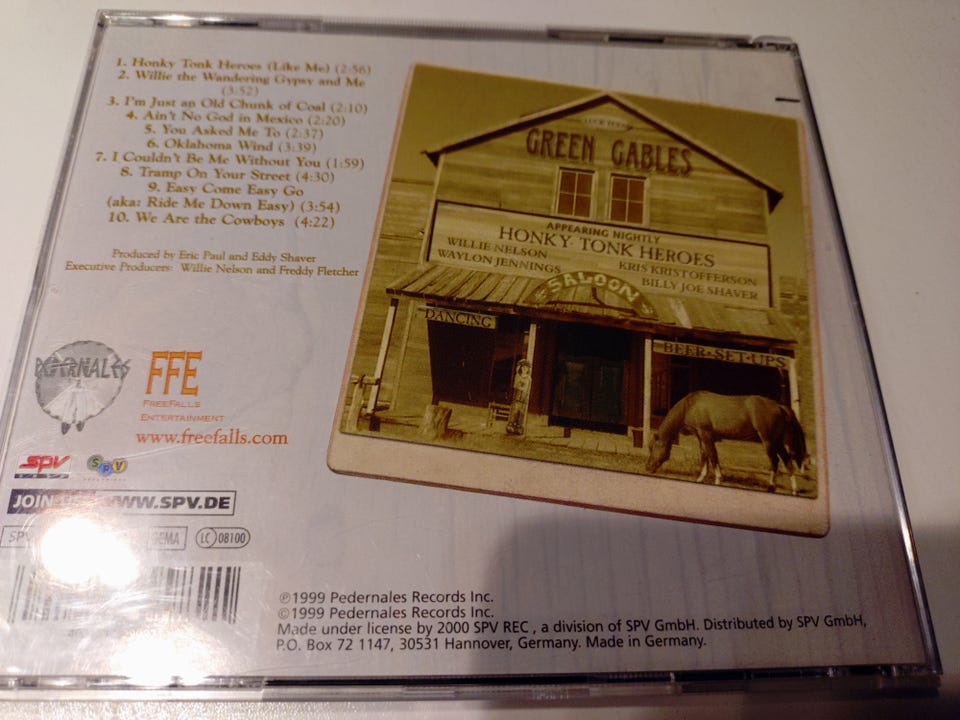 1. Honky Tonk Heroes (Like Me) (2:56)
2. Willie the Wandering Gypsy and Me
(3:52)
3. I'm Just an Old Chunk of Coal (2:10)
4. Ain't No God in Mexico (2:20)
5. You Asked Me To (2:37)
6. Oklahoma Wind (3:39)
7. I Couldn't Be Me Without You (1:59)
8. Tramp On Your Street (4:30)
9. Easy Come Easy Go
(aka: Ride Me Down Easy) (3:54)
10. We Are the Cowboys (4:22)
Produced by Eric Paul and Eddy Shaver
Executive Producers: Willie Nelson and Freddy Fletcher
GREEN GABLES
APPEARING NIGHTLY
HONKY-TONK HEROES
WILLIE NELSON
KRIS KRISTOFFERSON
WAYLON JENNINGS
BILLY JOE SHAVER
SALOON
DANCING
BEER-SET-UPS
PEDERNALES
FFE
FREEFALLS
ENTERTAINMENT
www.freefalls.com
SPV
SPV
JOIN WWW.SPV.DE
SPV GEMA LC 08100
℗1999 Pedernales Records Inc.
©1999 Pedernales Records Inc.
Made under license by 2000 SPV REC , a division of SPV GmbH. Distributed by SPV GmbH,
P.O. Box 72 1147, 30531 Hannover, Germany. Made in Germany.